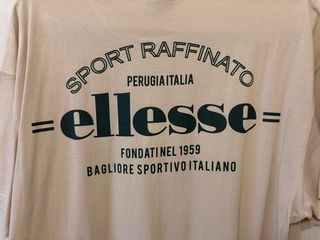 SPORT RAFFINATO
PERUGIA ITALIA
= ellesse =
FONDATI NEL 1959
BAGLIORE SPORTIVO ITALIANO